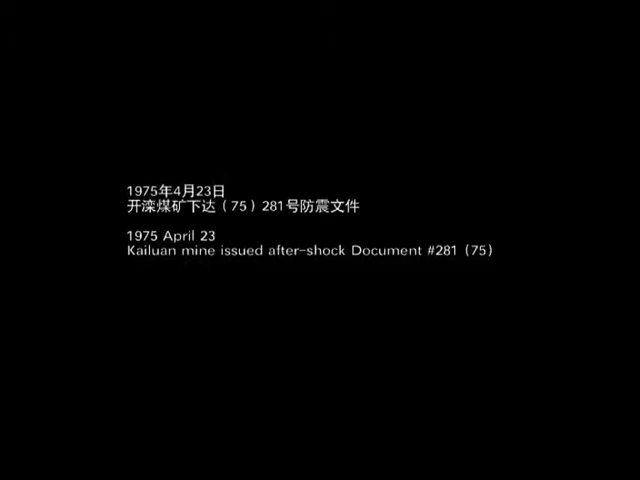 1975年4月23日
开滦煤矿下达（75）281号防震文件
1975 April 23
Kailuan mine issued after-shock Document #281 (75)